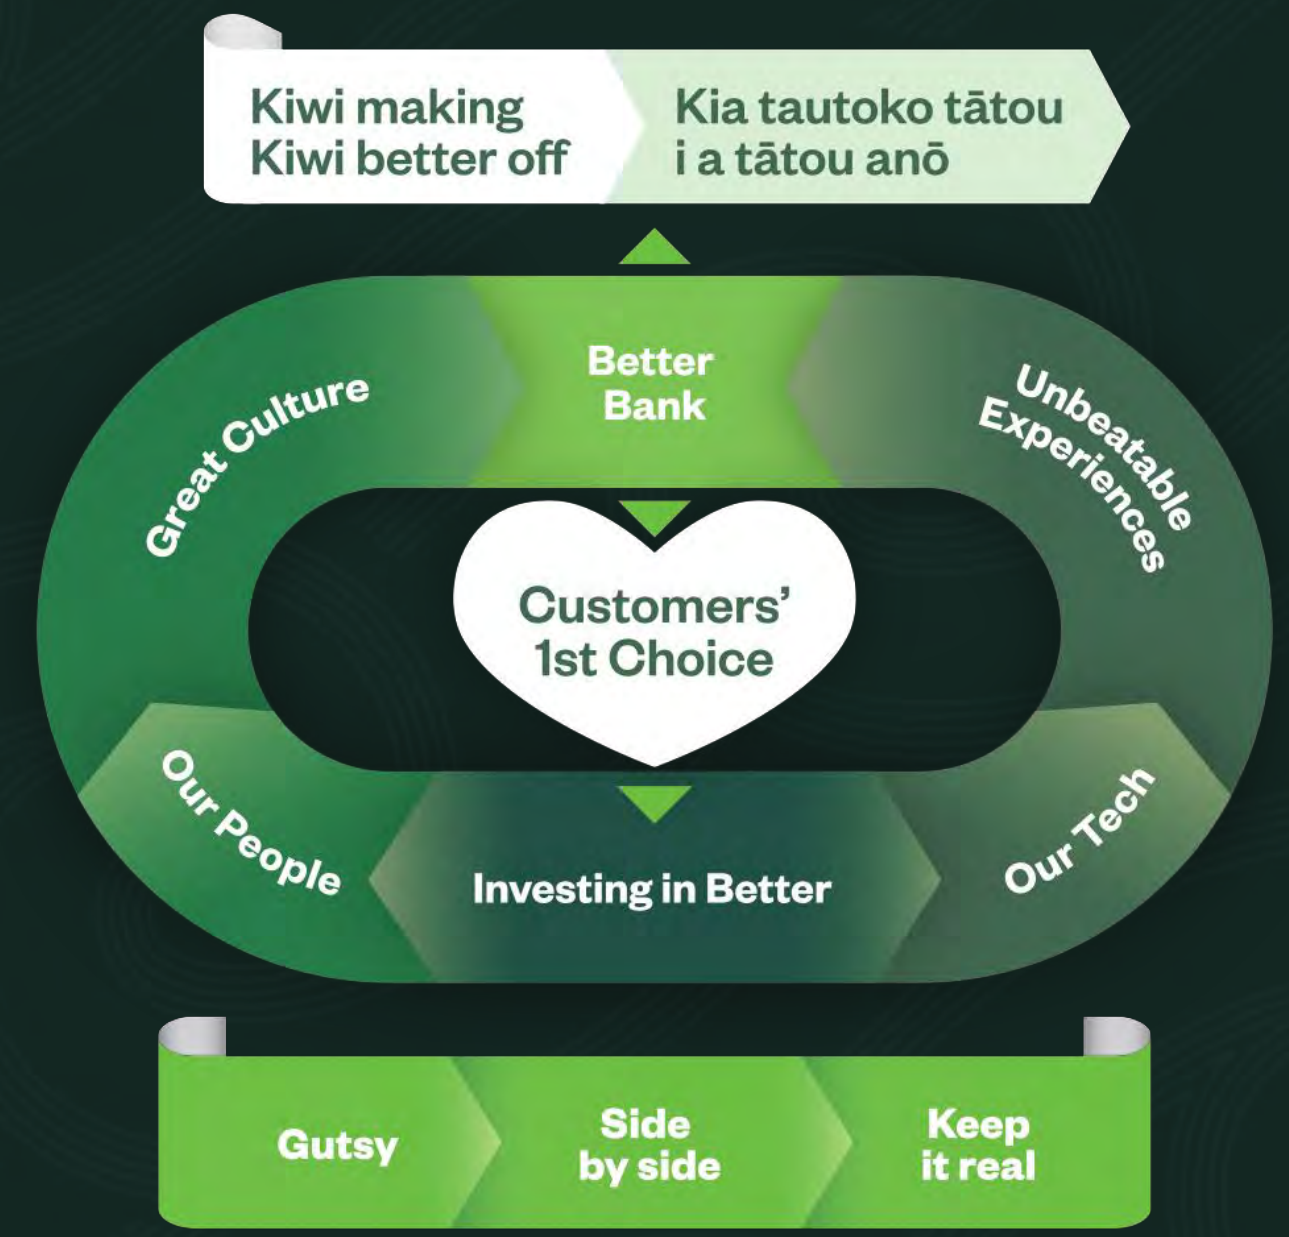 Kiwi making
Kiwi better off
Kia tautoko tātou
i a tātou anō
Better
Bank
Great Culture
Unbeatable
Experiences
Customers’
1st Choice
Our People
Investing in Better
Our Tech
Gutsy
Side
by side
Keep
it real